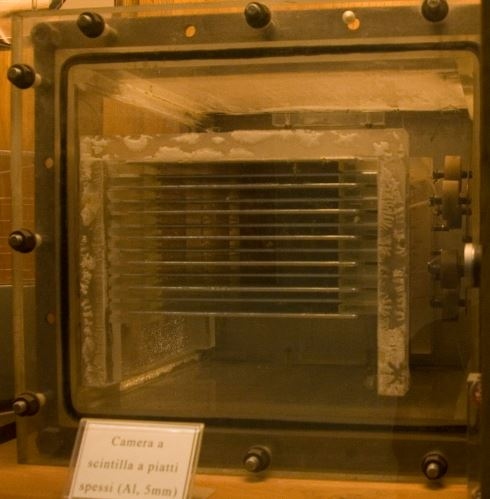 Camera a
scintilla a piatti
spessi (Al, 5mm)